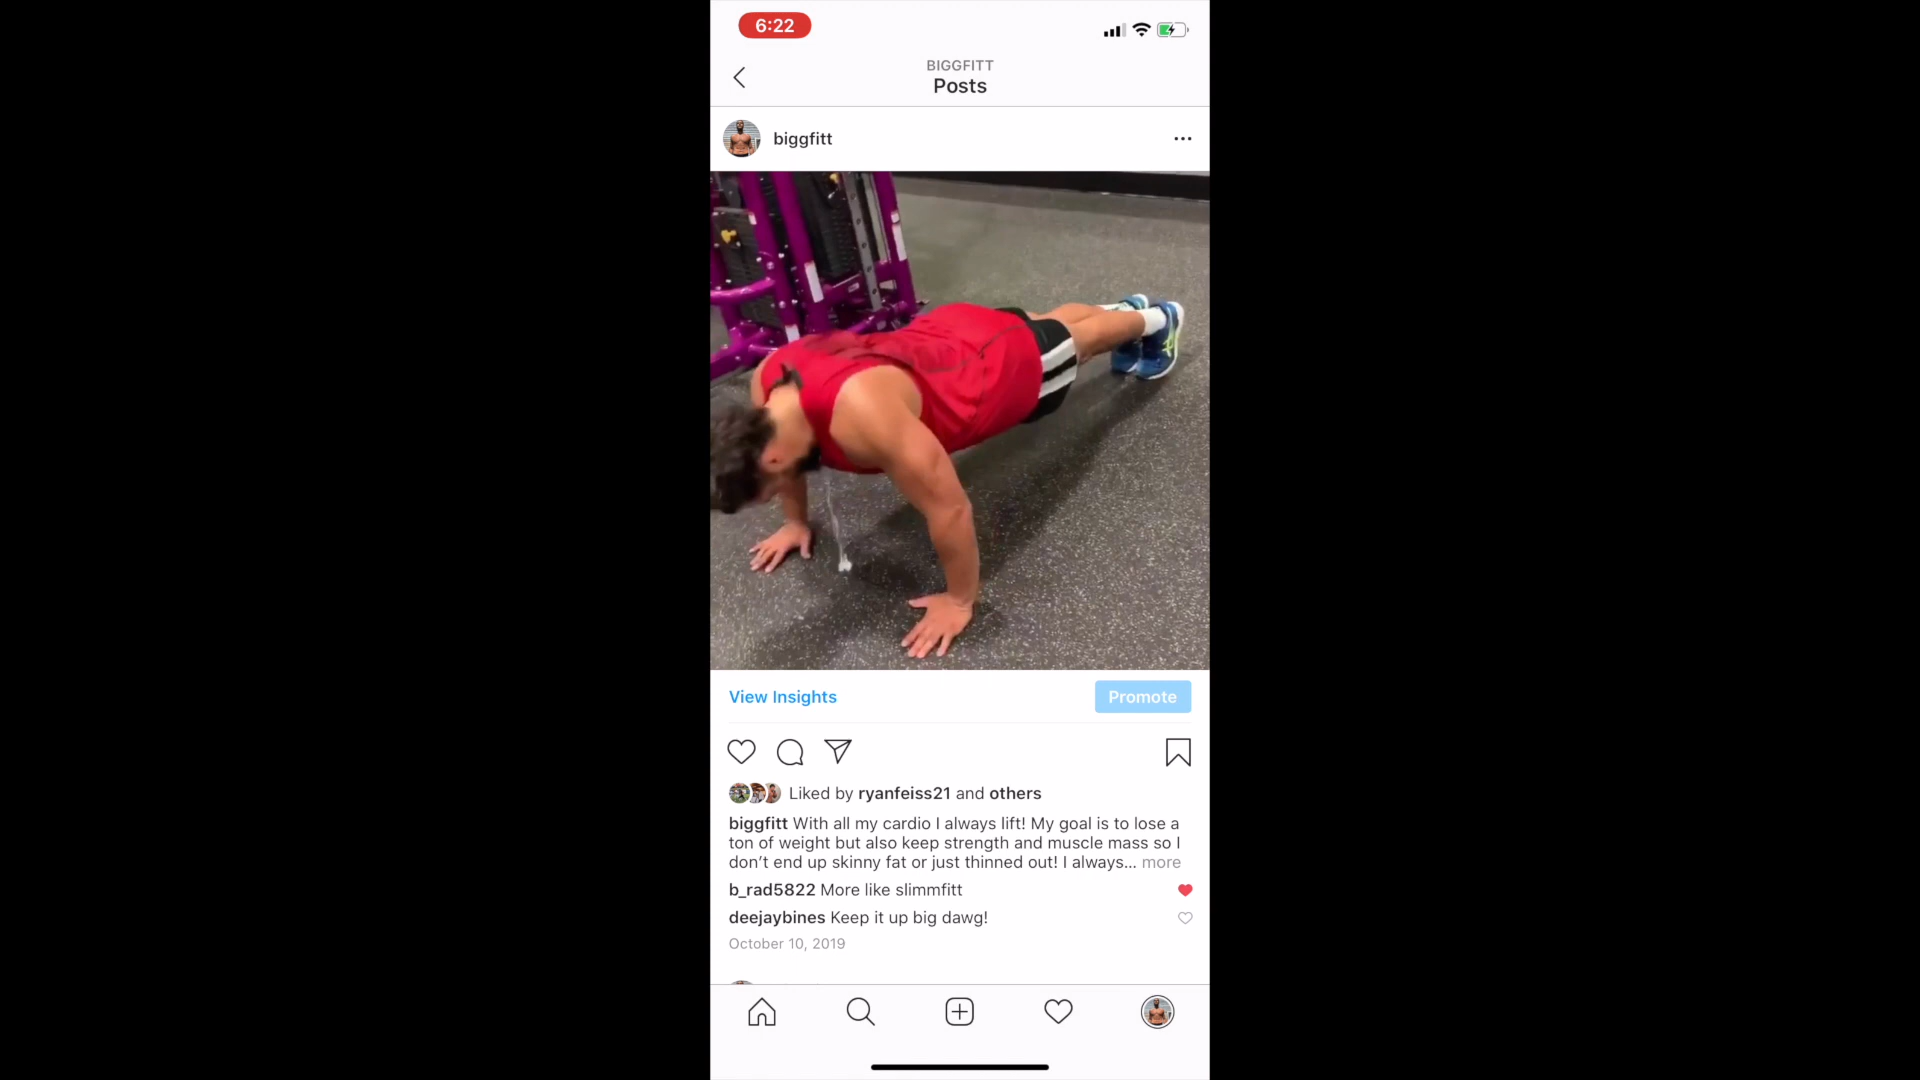 6:22
BIGGFITT
Posts
biggfitt
View Insights
Promote
Liked by ryanfeiss21 and others
biggfitt With all my cardio I always lift! My goal is to lose a
ton of weight but also keep strength and muscle mass so I
don’t end up skinny fat or just thinned out! I always... more
b_rad5822 More like slimmfitt
deejaybines Keep it up big dawg!
October 10, 2019